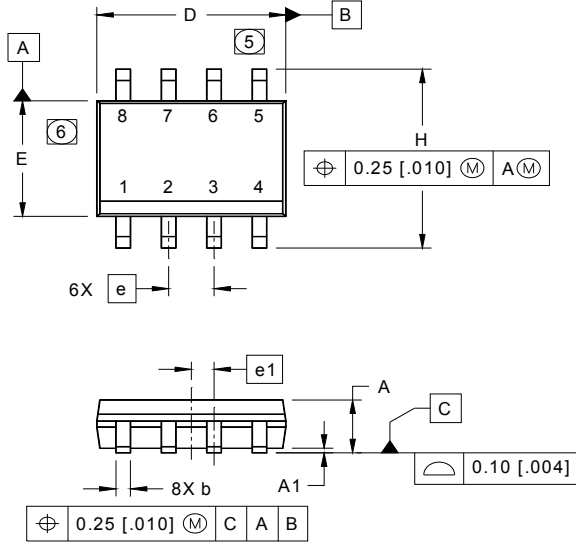 D
B
5
A
8 7 6 5
6
E
H
⌖ 0.25 [.010] Ⓜ A Ⓜ
1 2 3 4
6X e
e1
A
C
8X b
A1
⌓ 0.10 [.004]
⌖ 0.25 [.010] Ⓜ C A B